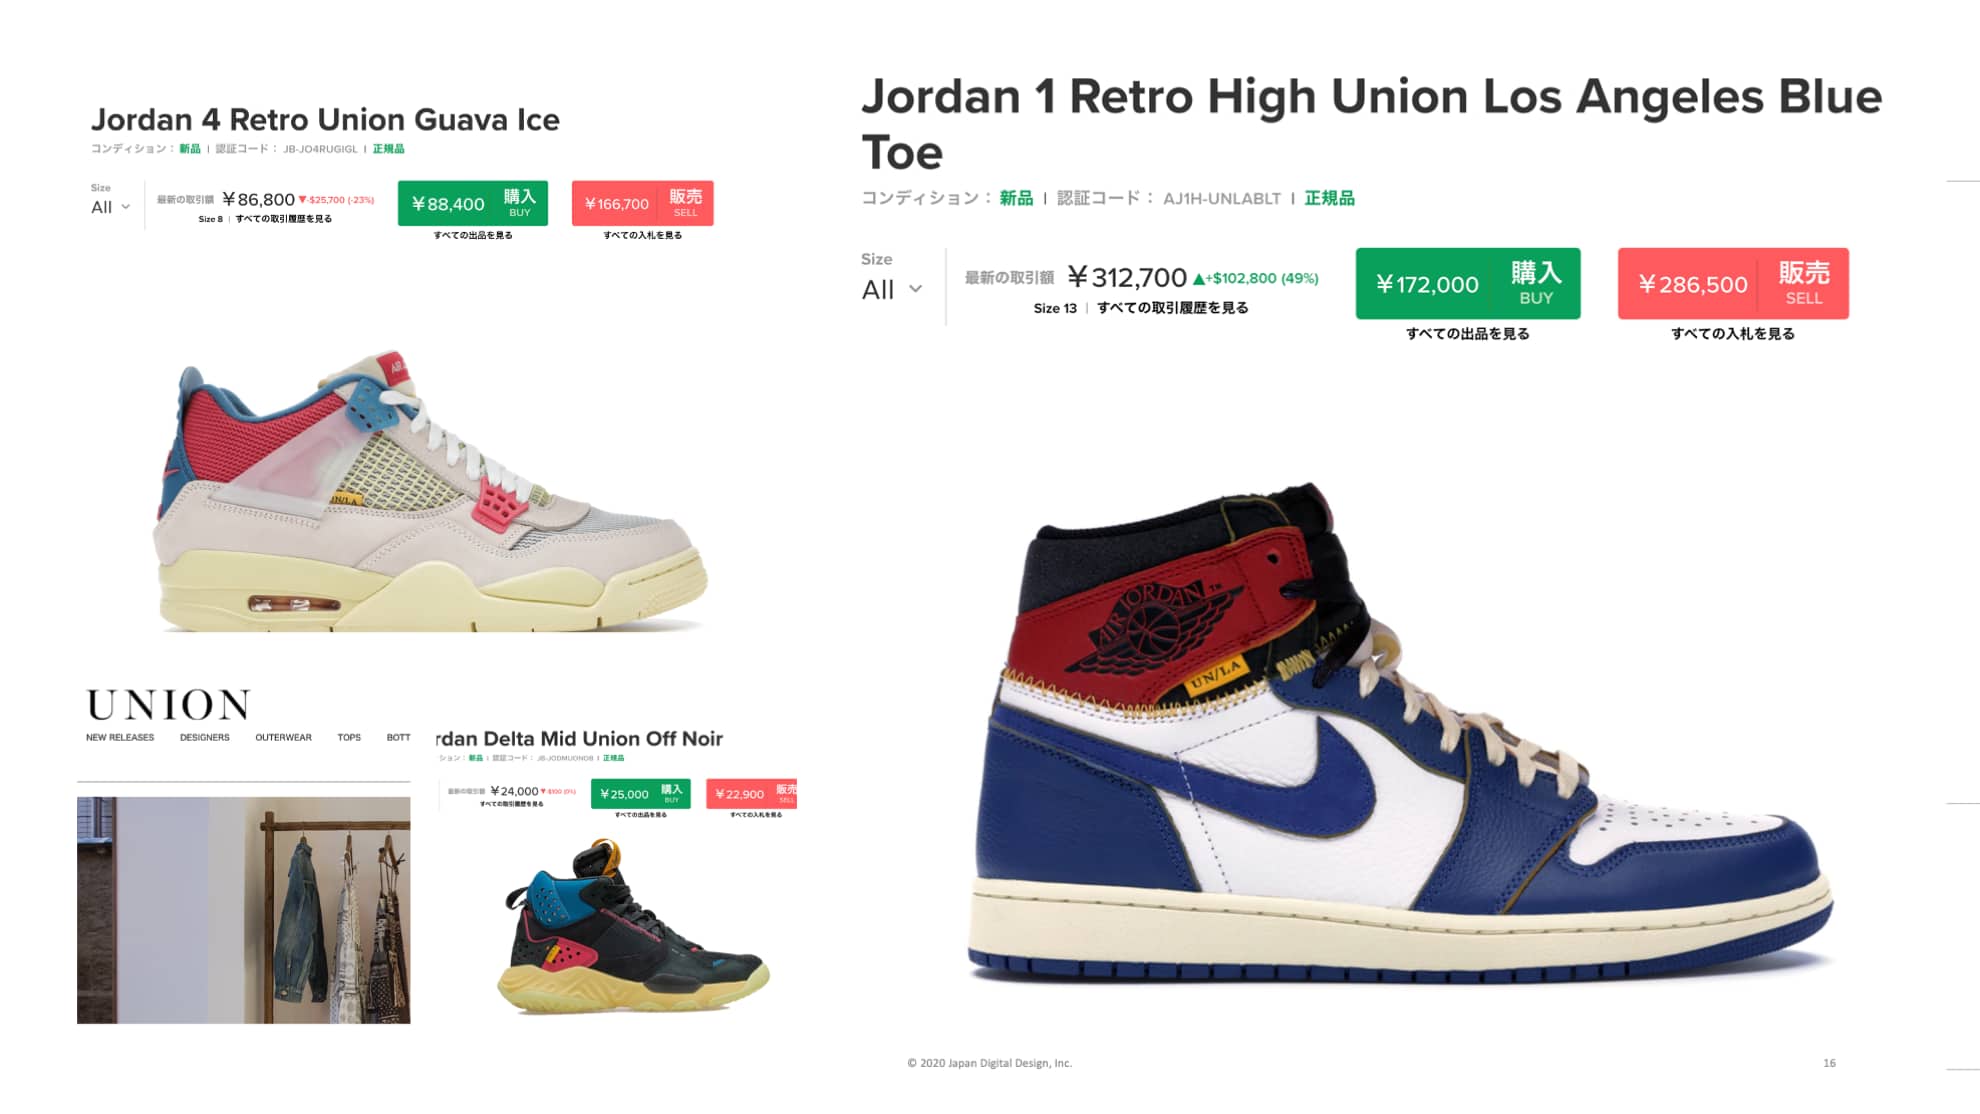 Jordan 4 Retro Union Guava Ice
コンディション： 新品 | 認証コード： JB-JO4RUGIGL | 正規品
Size
All
最新の取引額 ￥86,800 ▼-$25,700 (-23%)
Size 8 | すべての取引履歴を見る
￥88,400 購入 BUY
すべての出品を見る
￥166,700 販売 SELL
すべての入札を見る
AIR
UN/LA
UNION
NEW RELEASES DESIGNERS OUTERWEAR TOPS BOTT
rdan Delta Mid Union Off Noir
ション： 新品 | 認証コード： JB-JODMUONOB | 正規品
最新の取引額 ￥24,000 ▼-$100 (0%)
すべての取引履歴を見る
￥25,000 購入 BUY
すべての出品を見る
￥22,900 販売 SELL
すべての入札を見る
Jordan 1 Retro High Union Los Angeles Blue
Toe
コンディション： 新品 | 認証コード： AJ1H-UNLABLT | 正規品
Size
All
最新の取引額 ￥312,700 ▲+$102,800 (49%)
Size 13 | すべての取引履歴を見る
￥172,000 購入 BUY
すべての出品を見る
￥286,500 販売 SELL
すべての入札を見る
AIR JORDAN TM
UN/LA
© 2020 Japan Digital Design, Inc.
16